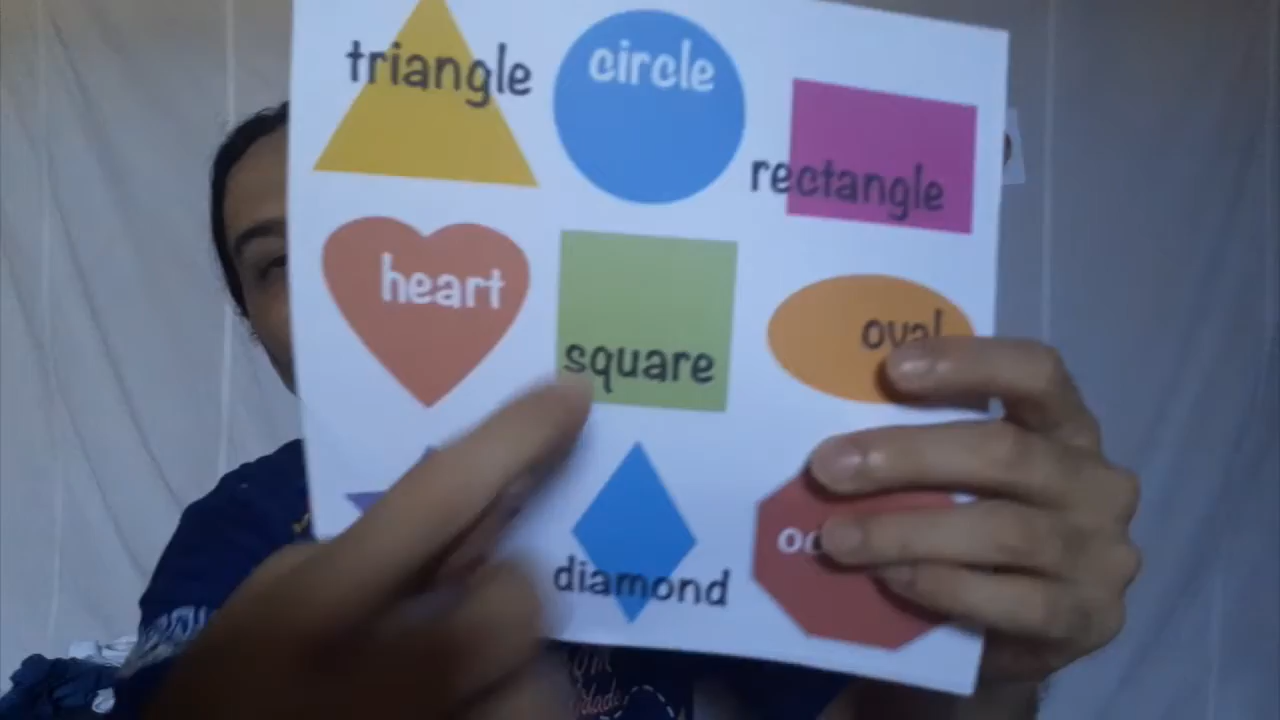 triangle
circle
rectangle
heart
square
oval
diamond